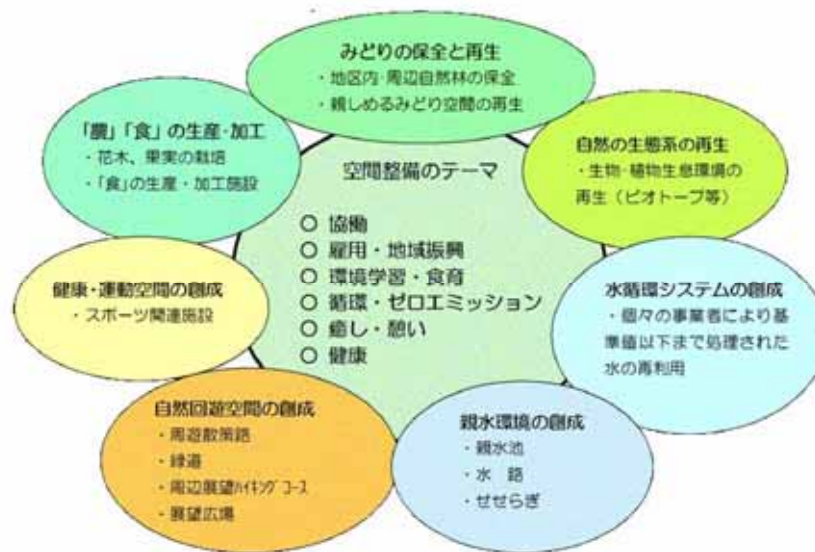 みどりの保全と再生
・地区内・周辺自然林の保全
・親しめるみどり空間の再生
「農」「食」の生産・加工
・花木、果実の栽培
・「食」の生産・加工施設
自然の生態系の再生
・生物・植物生息環境の
再生（ビオトープ等）
空間整備のテーマ
○ 協働
○ 雇用・地域振興
○ 環境学習・食育
○ 循環・ゼロエミッション
○ 癒し・憩い
○ 健康
健康・運動空間の創成
・スポーツ関連施設
水循環システムの創成
・個々の事業者により基
準値以下まで処理された
水の再利用
自然回遊空間の創成
・周遊散策路
・緑道
・周辺展望ﾊｲｷﾝｸﾞｺｰｽ
・展望広場
親水環境の創成
・親水池
・水　路
・せせらぎ